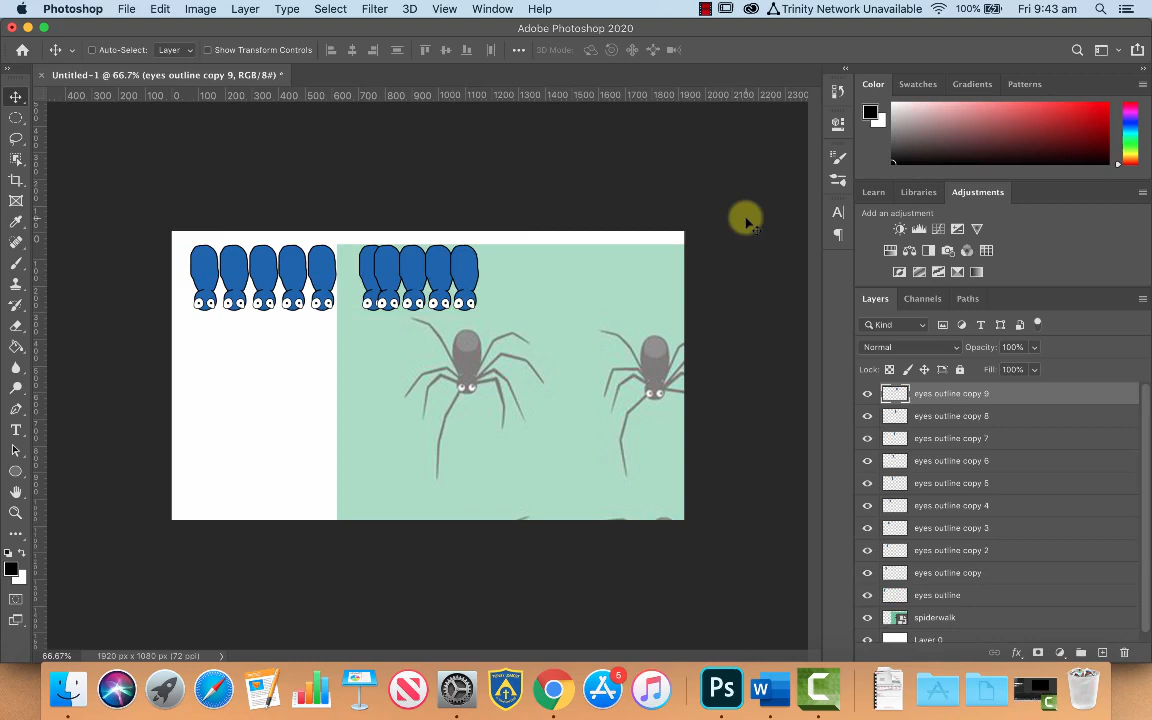 Photoshop File Edit Image Layer Type Select Filter 3D View Window Help Trinity Network Unavailable 100% Fri 9:43 am
Adobe Photoshop 2020
Auto-Select: Layer Show Transform Controls 3D Mode:
Untitled-1 @ 66.7% (eyes outline copy 9, RGB/8#) *
400 300 200 100 0 100 200 300 400 500 600 700 800 900 1000 1100 1200 1300 1400 1500 1600 1700 1800 1900 2000 2100 2200 2300
Color Swatches Gradients Patterns
Learn Libraries Adjustments
Add an adjustment
Layers Channels Paths
Kind
Normal Opacity: 100%
Lock: Fill: 100%
eyes outline copy 9
eyes outline copy 8
eyes outline copy 7
eyes outline copy 6
eyes outline copy 5
eyes outline copy 4
eyes outline copy 3
eyes outline copy 2
eyes outline copy
eyes outline
spiderwalk
Layer 0
66.67% 1920 px x 1080 px (72 ppi)
5
Ps W C